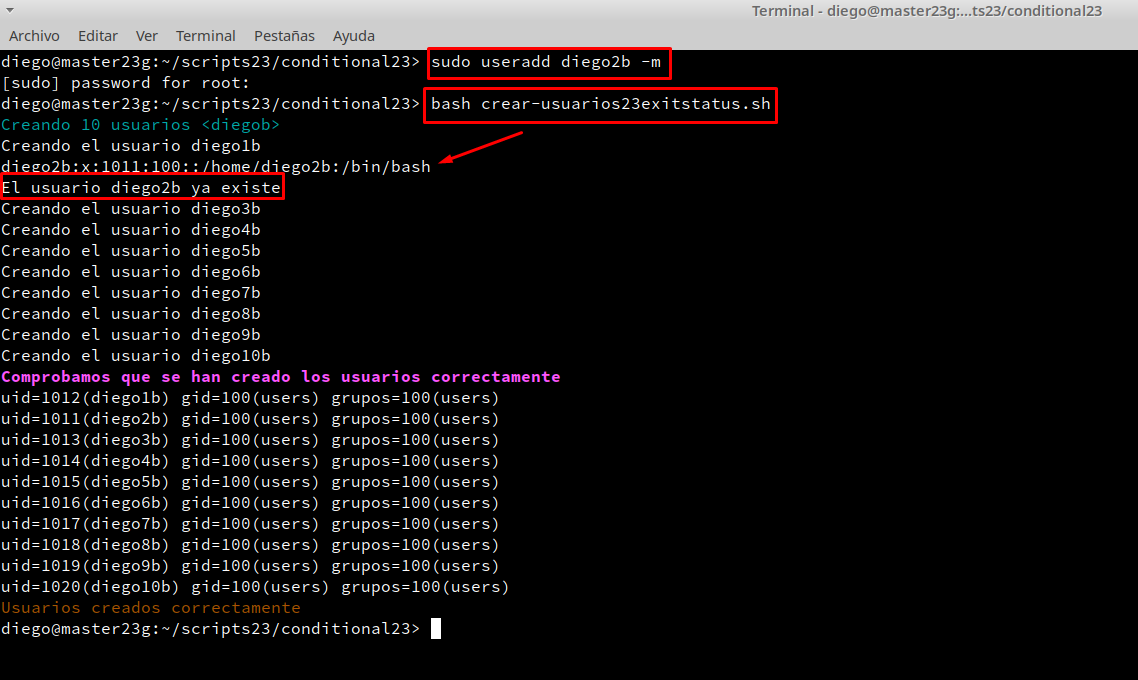 Terminal - diego@master23g:...ts23/conditional23
Archivo Editar Ver Terminal Pestañas Ayuda
diego@master23g:~/scripts23/conditional23> sudo useradd diego2b -m
[sudo] password for root:
diego@master23g:~/scripts23/conditional23> bash crear-usuarios23exitstatus.sh
Creando 10 usuarios <diegob>
Creando el usuario diego1b
diego2b:x:1011:100::/home/diego2b:/bin/bash
El usuario diego2b ya existe
Creando el usuario diego3b
Creando el usuario diego4b
Creando el usuario diego5b
Creando el usuario diego6b
Creando el usuario diego7b
Creando el usuario diego8b
Creando el usuario diego9b
Creando el usuario diego10b
Comprobamos que se han creado los usuarios correctamente
uid=1012(diego1b) gid=100(users) grupos=100(users)
uid=1011(diego2b) gid=100(users) grupos=100(users)
uid=1013(diego3b) gid=100(users) grupos=100(users)
uid=1014(diego4b) gid=100(users) grupos=100(users)
uid=1015(diego5b) gid=100(users) grupos=100(users)
uid=1016(diego6b) gid=100(users) grupos=100(users)
uid=1017(diego7b) gid=100(users) grupos=100(users)
uid=1018(diego8b) gid=100(users) grupos=100(users)
uid=1019(diego9b) gid=100(users) grupos=100(users)
uid=1020(diego10b) gid=100(users) grupos=100(users)
Usuarios creados correctamente
diego@master23g:~/scripts23/conditional23>